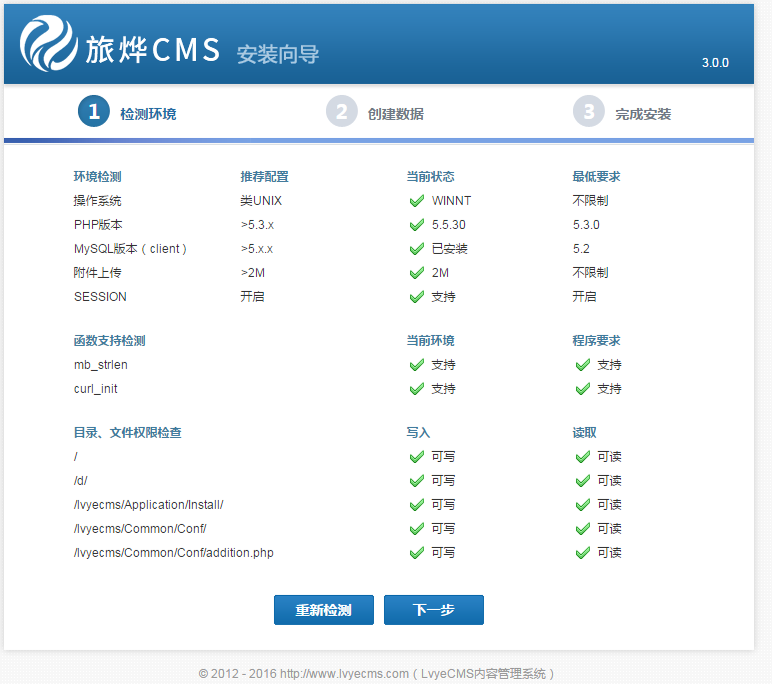 旅烨CMS 安装向导
3.0.0
1 检测环境 2 创建数据 3 完成安装
环境检测 推荐配置 当前状态 最低要求
操作系统 类UNIX WINNT 不限制
PHP版本 >5.3.x 5.5.30 5.3.0
MySQL版本（client） >5.x.x 已安装 5.2
附件上传 >2M 2M 不限制
SESSION 开启 支持 开启
函数支持检测 当前环境 程序要求
mb_strlen 支持 支持
curl_init 支持 支持
目录、文件权限检查 写入 读取
/ 可写 可读
/d/ 可写 可读
/lvyecms/Application/Install/ 可写 可读
/lvyecms/Common/Conf/ 可写 可读
/lvyecms/Common/Conf/addition.php 可写 可读
重新检测 下一步
© 2012 - 2016 http://www.lvyecms.com（LvyeCMS内容管理系统）